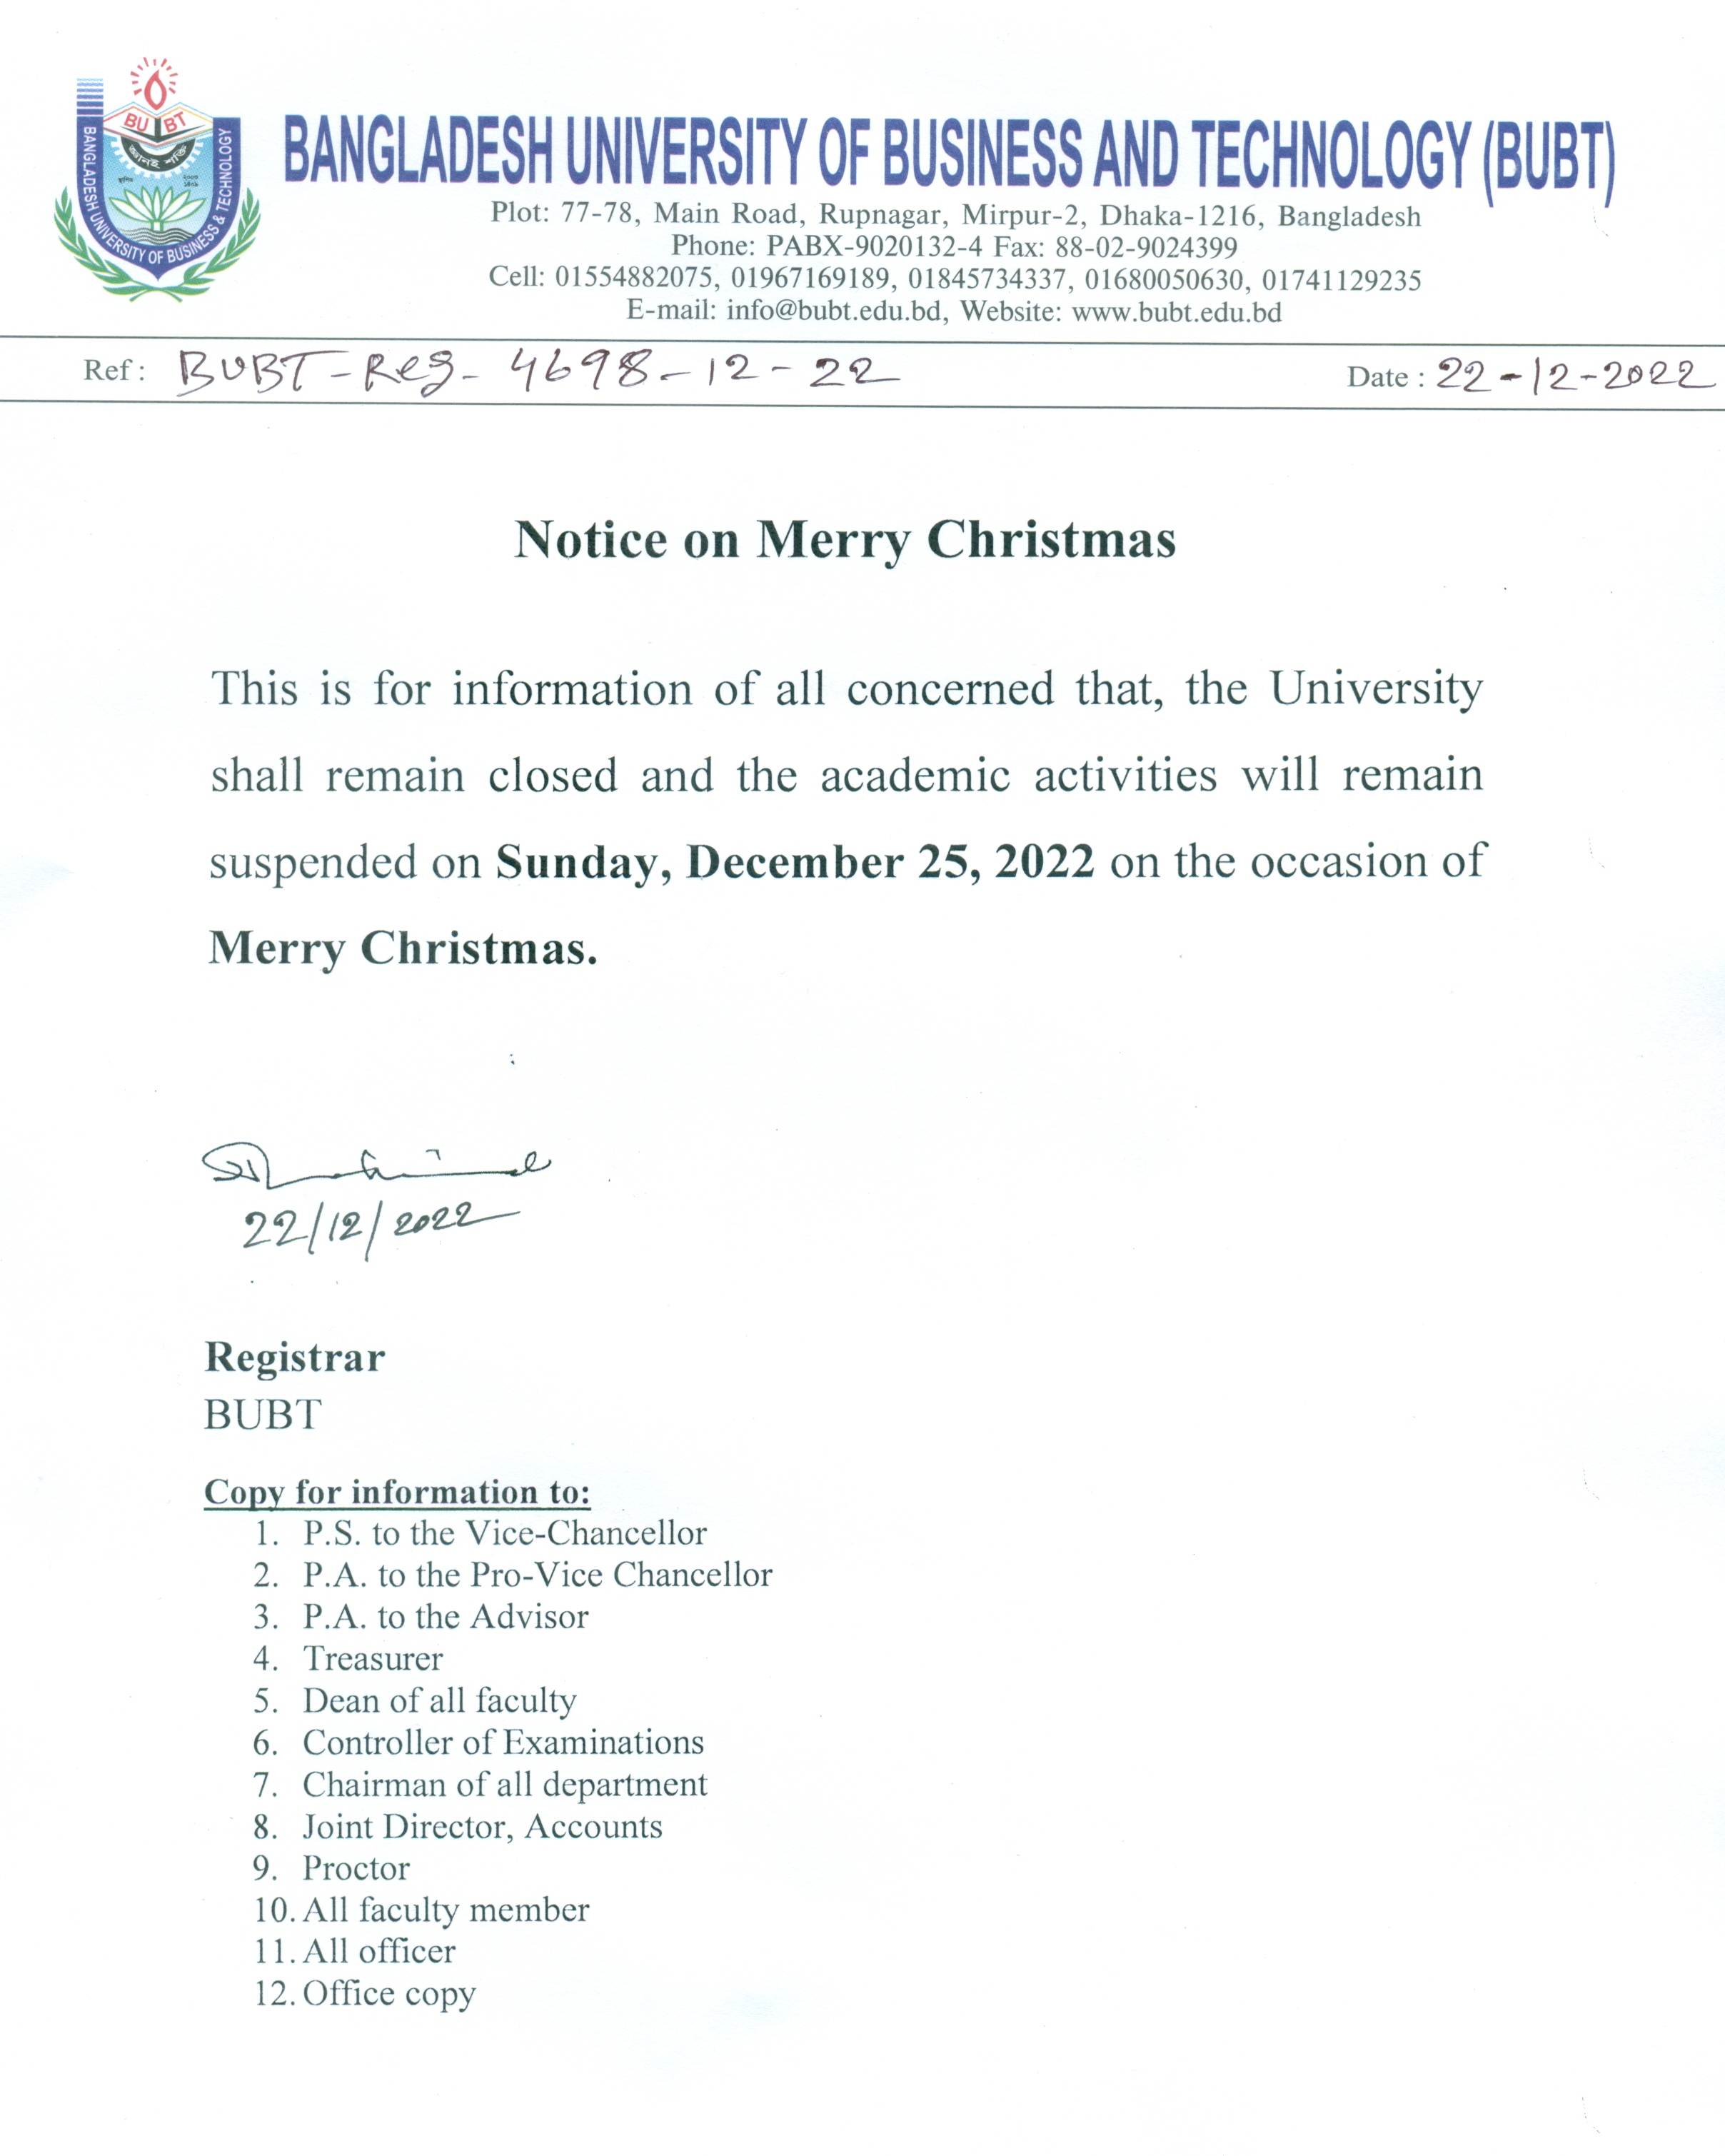 BU BT
জ্ঞানই শক্তি
BANGLADESH UNIVERSITY OF BUSINESS & TECHNOLOGY
BANGLADESH UNIVERSITY OF BUSINESS AND TECHNOLOGY (BUBT)
Plot: 77-78, Main Road, Rupnagar, Mirpur-2, Dhaka-1216, Bangladesh
Phone: PABX-9020132-4 Fax: 88-02-9024399
Cell: 01554882075, 01967169189, 01845734337, 01680050630, 01741129235
E-mail: info@bubt.edu.bd, Website: www.bubt.edu.bd
Ref : BUBT-Reg-4698-12-22 Date : 22-12-2022
Notice on Merry Christmas
This is for information of all concerned that, the University
shall remain closed and the academic activities will remain
suspended on Sunday, December 25, 2022 on the occasion of
Merry Christmas.
22/12/2022
Registrar
BUBT
Copy for information to:
1. P.S. to the Vice-Chancellor
2. P.A. to the Pro-Vice Chancellor
3. P.A. to the Advisor
4. Treasurer
5. Dean of all faculty
6. Controller of Examinations
7. Chairman of all department
8. Joint Director, Accounts
9. Proctor
10. All faculty member
11. All officer
12. Office copy